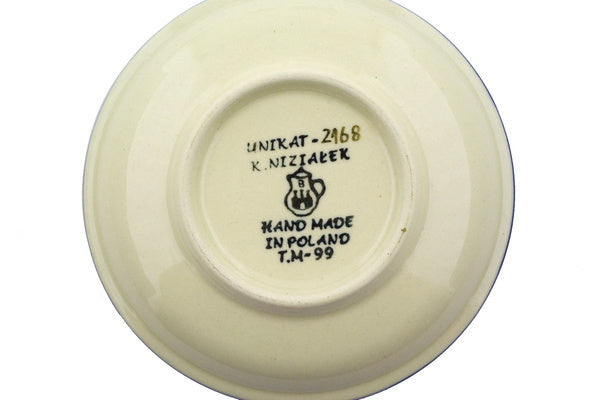 UNIKAT - 2168
K. NIZIAŁEK
B
HAND MADE
IN POLAND
T.M-99